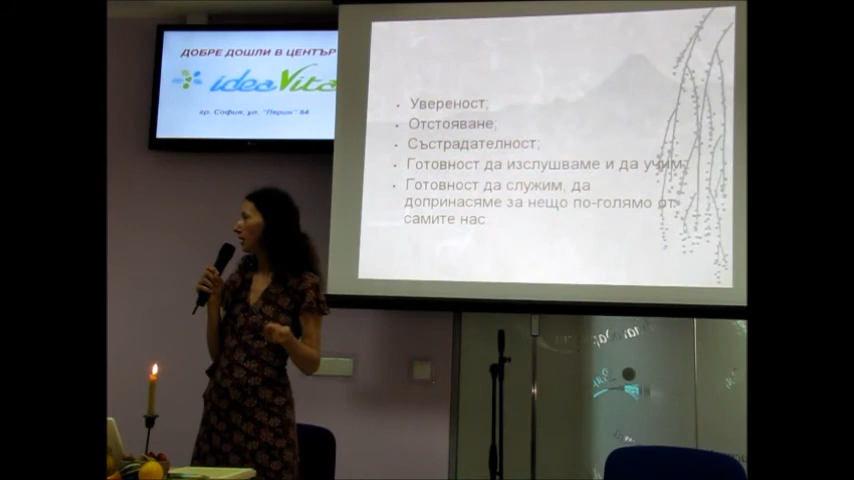 ДОБРЕ ДОШЛИ В ЦЕНТЪР
ideaVita
гр. София, ул. "Пирин" 64
Увереност;
Отстояване;
Състрадателност;
Готовност да изслушваме и да учим;
Готовност да служим, да
допринасяме за нещо по-голямо от
самите нас.